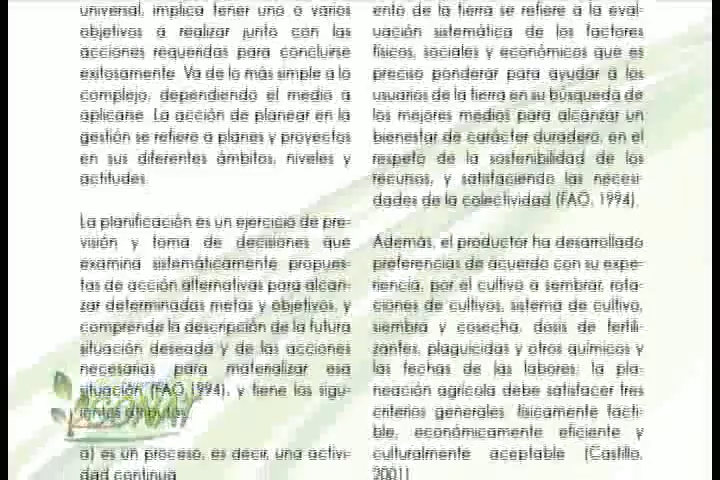 universal, implica tener uno o varios
objetivos a realizar junto con las
acciones requeridas para concluirse
exitosamente. Va de lo más simple a lo
complejo, dependiendo el medio a
aplicarse. La acción de planear en la
gestión se refiere a planes y proyectos
en sus diferentes ámbitos, niveles y
actitudes.
La planificación es un ejercicio de pre-
visión y toma de decisiones que
examina sistemáticamente propues-
tas de acción alternativas para alcan-
zar determinadas metas y objetivos, y
comprende la descripción de la futura
situación deseada y de las acciones
necesarias para materializar esa
situación (FAO,1994), y tiene los sigu-
ientes atributos:
a) es un proceso, es decir, una activi-
dad continua
ento de la tierra se refiere a la eval-
uación sistemática de los factores
físicos, sociales y económicos que es
preciso ponderar para ayudar a los
usuarios de la tierra en su búsqueda de
los mejores medios para alcanzar un
bienestar de carácter duradero, en el
respeto de la sostenibilidad de los
recursos, y satisfaciendo las necesi-
dades de la colectividad (FAO, 1994).
Además, el productor ha desarrollado
preferencias de acuerdo con su expe-
riencia, por el cultivo a sembrar, rota-
ciones de cultivos, sistema de cultivo,
siembra y cosecha, dosis de fertili-
zantes, plaguicidas y otros químicos y
las fechas de las labores; la pla-
neación agrícola debe satisfacer tres
criterios generales: físicamente facti-
ble, económicamente eficiente y
culturalmente aceptable (Castillo,
2001)